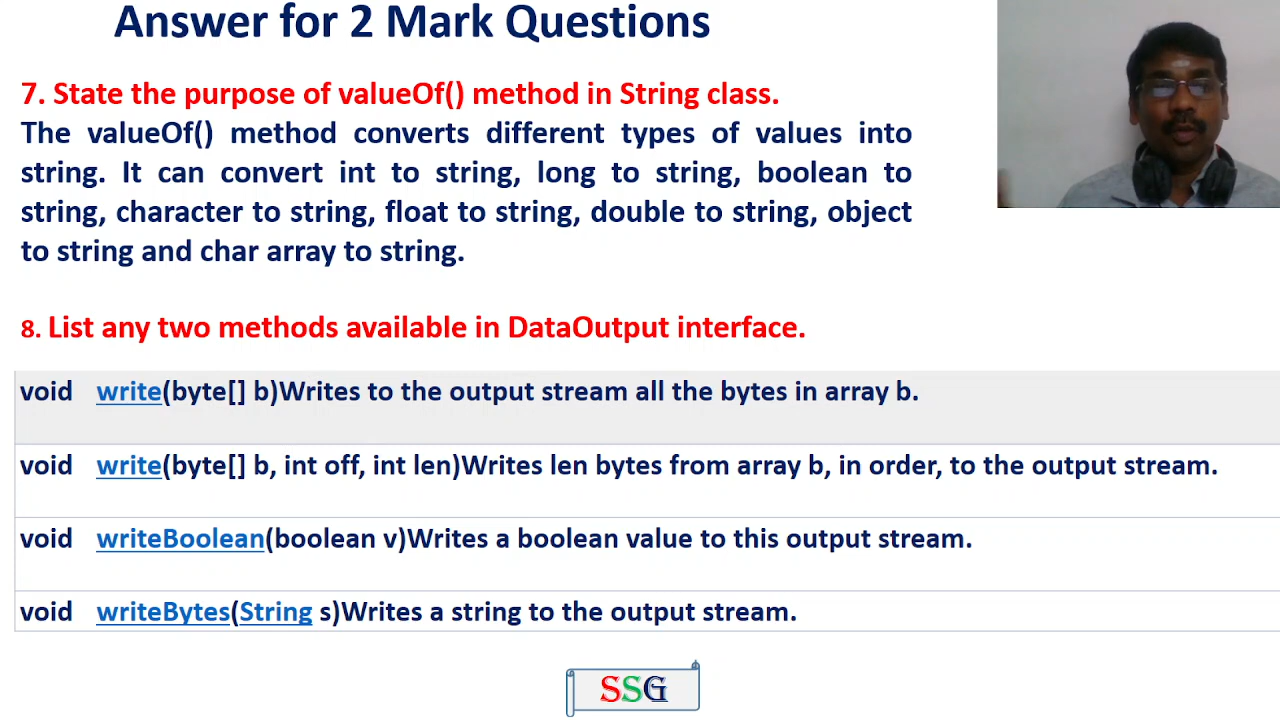 Answer for 2 Mark Questions
7. State the purpose of valueOf() method in String class.
The valueOf() method converts different types of values into
string. It can convert int to string, long to string, boolean to
string, character to string, float to string, double to string, object
to string and char array to string.
8. List any two methods available in DataOutput interface.
void write(byte[] b)Writes to the output stream all the bytes in array b.
void write(byte[] b, int off, int len)Writes len bytes from array b, in order, to the output stream.
void writeBoolean(boolean v)Writes a boolean value to this output stream.
void writeBytes(String s)Writes a string to the output stream.
SSG